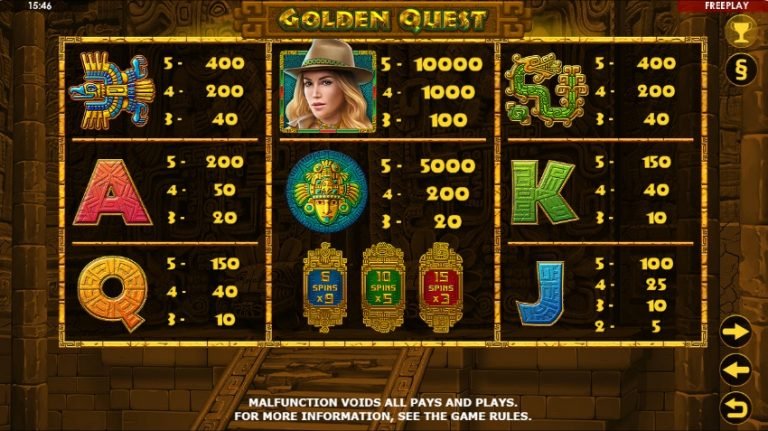 15:46
GOLDEN QUEST
FREEPLAY
§
5 - 400
4 - 200
3 - 40
5 - 10000
4 - 1000
3 - 100
5 - 400
4 - 200
3 - 40
A
5 - 200
4 - 50
3 - 20
5 - 5000
4 - 200
3 - 20
K
5 - 150
4 - 40
3 - 10
Q
5 - 150
4 - 40
3 - 10
5
SPINS
x9
10
SPINS
x5
15
SPINS
x3
J
5 - 100
4 - 25
3 - 10
2 - 5
MALFUNCTION VOIDS ALL PAYS AND PLAYS.
FOR MORE INFORMATION, SEE THE GAME RULES.